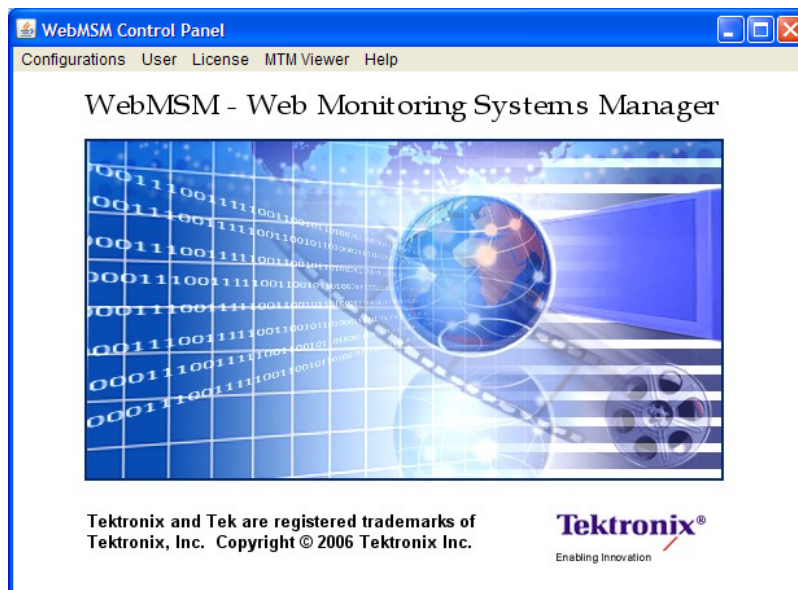 WebMSM Control Panel
Configurations User License MTM Viewer Help
WebMSM - Web Monitoring Systems Manager
Tektronix and Tek are registered trademarks of
Tektronix, Inc. Copyright © 2006 Tektronix Inc.
Tektronix®
Enabling Innovation